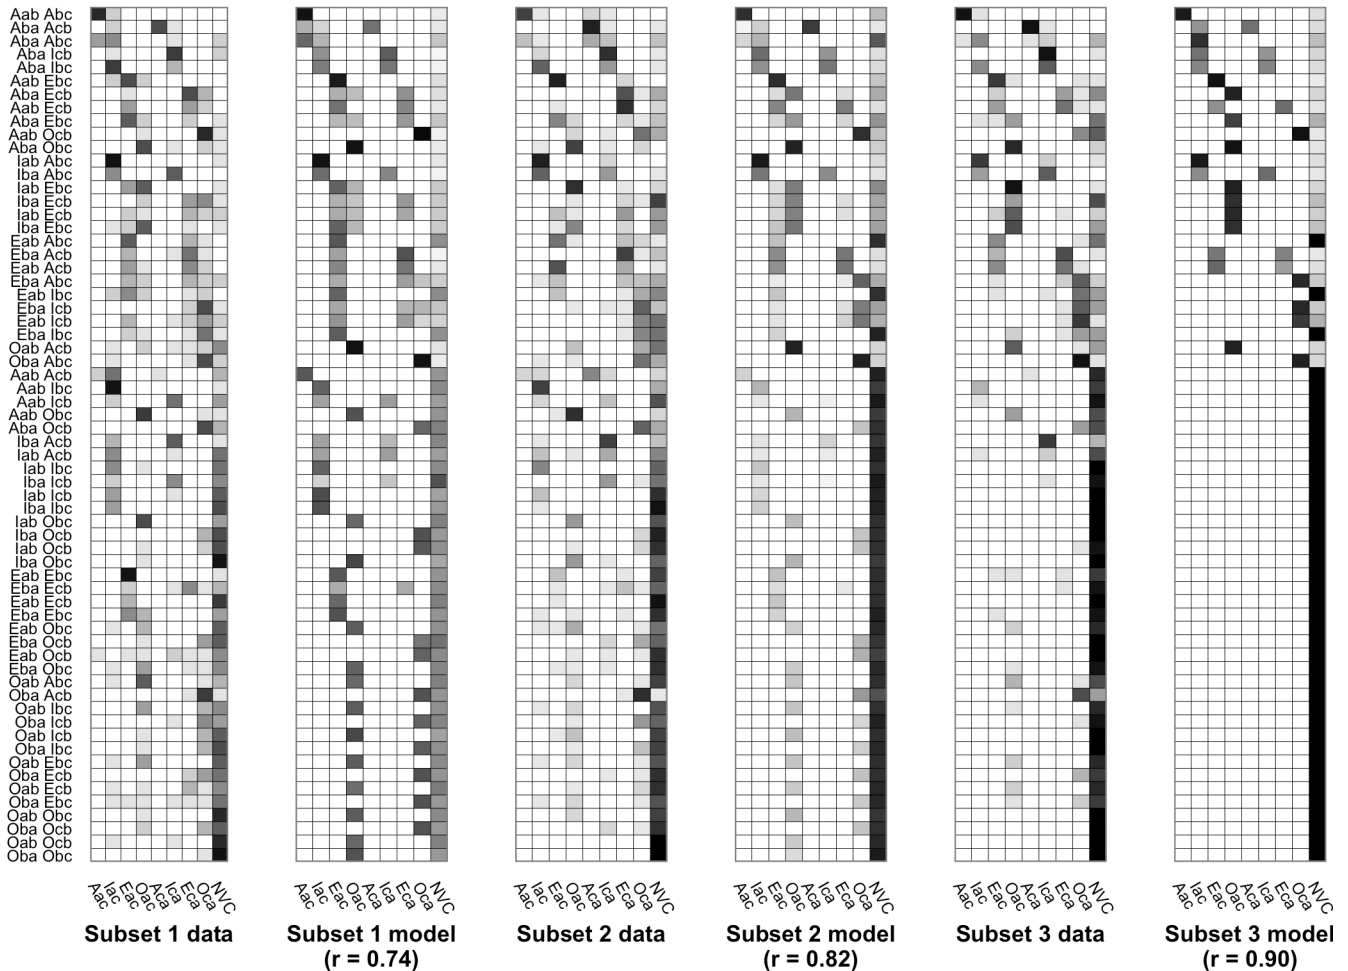 Aab Abc
Aba Acb
Aba Abc
Aba Icb
Aba Ibc
Aab Ebc
Aba Ecb
Aab Ecb
Aba Ebc
Aab Ocb
Aba Obc
Iab Abc
Iba Abc
Iab Ebc
Iba Ecb
Iab Ecb
Iba Ebc
Eab Abc
Eba Acb
Eab Acb
Eba Abc
Eab Ibc
Eba Icb
Eab Icb
Eba Ibc
Oab Acb
Oba Abc
Aab Acb
Aab Ibc
Aab Icb
Aab Obc
Aba Ocb
Iba Acb
Iab Acb
Iab Ibc
Iba Icb
Iab Icb
Iba Ibc
Iab Obc
Iba Ocb
Iab Ocb
Iba Obc
Eab Ebc
Eba Ecb
Eab Ecb
Eba Ebc
Eab Obc
Eba Ocb
Eab Ocb
Eba Obc
Oab Abc
Oba Acb
Oab Ibc
Oba Icb
Oab Icb
Oba Ibc
Oab Ebc
Oba Ecb
Oab Ecb
Oba Ebc
Oab Obc
Oba Ocb
Oab Ocb
Oba Obc
Aac Iac Eac Oac Aca Ica Eca Oca NVC Aac Iac Eac Oac Aca Ica Eca Oca NVC Aac Iac Eac Oac Aca Ica Eca Oca NVC Aac Iac Eac Oac Aca Ica Eca Oca NVC Aac Iac Eac Oac Aca Ica Eca Oca NVC Aac Iac Eac Oac Aca Ica Eca Oca NVC
Subset 1 data Subset 1 model Subset 2 data Subset 2 model Subset 3 data Subset 3 model
(r = 0.74) (r = 0.82) (r = 0.90)